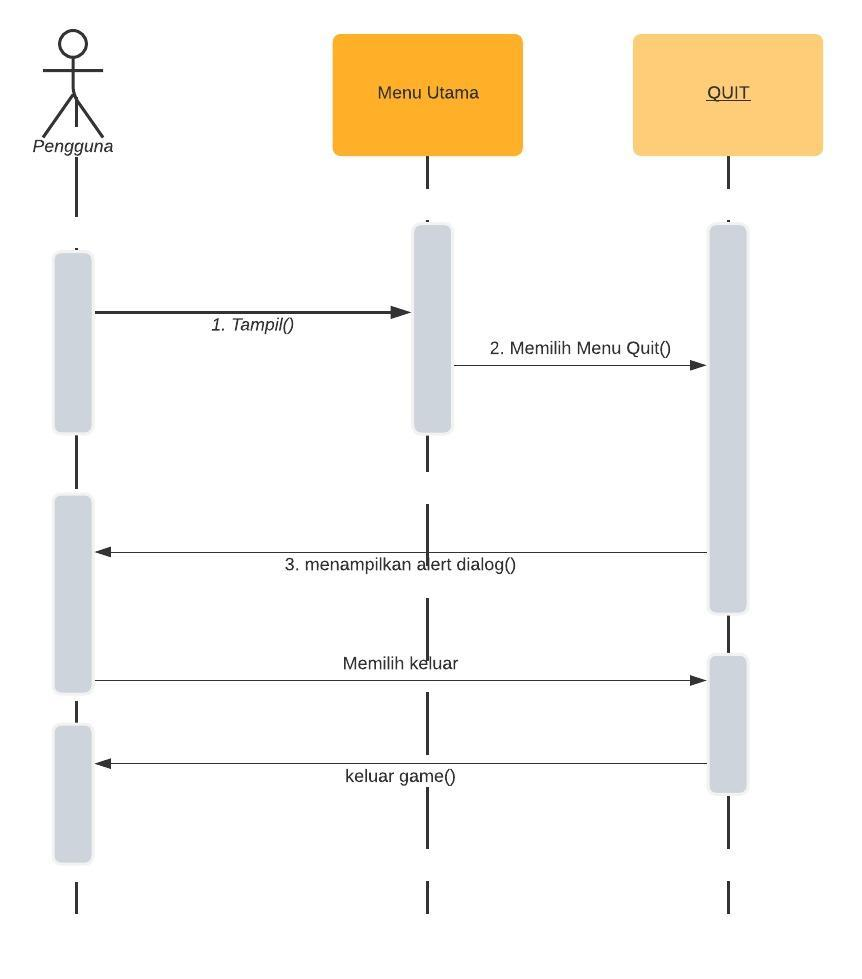 Pengguna
Menu Utama
QUIT
1. Tampil()
2. Memilih Menu Quit()
3. menampilkan alert dialog()
Memilih keluar
keluar game()